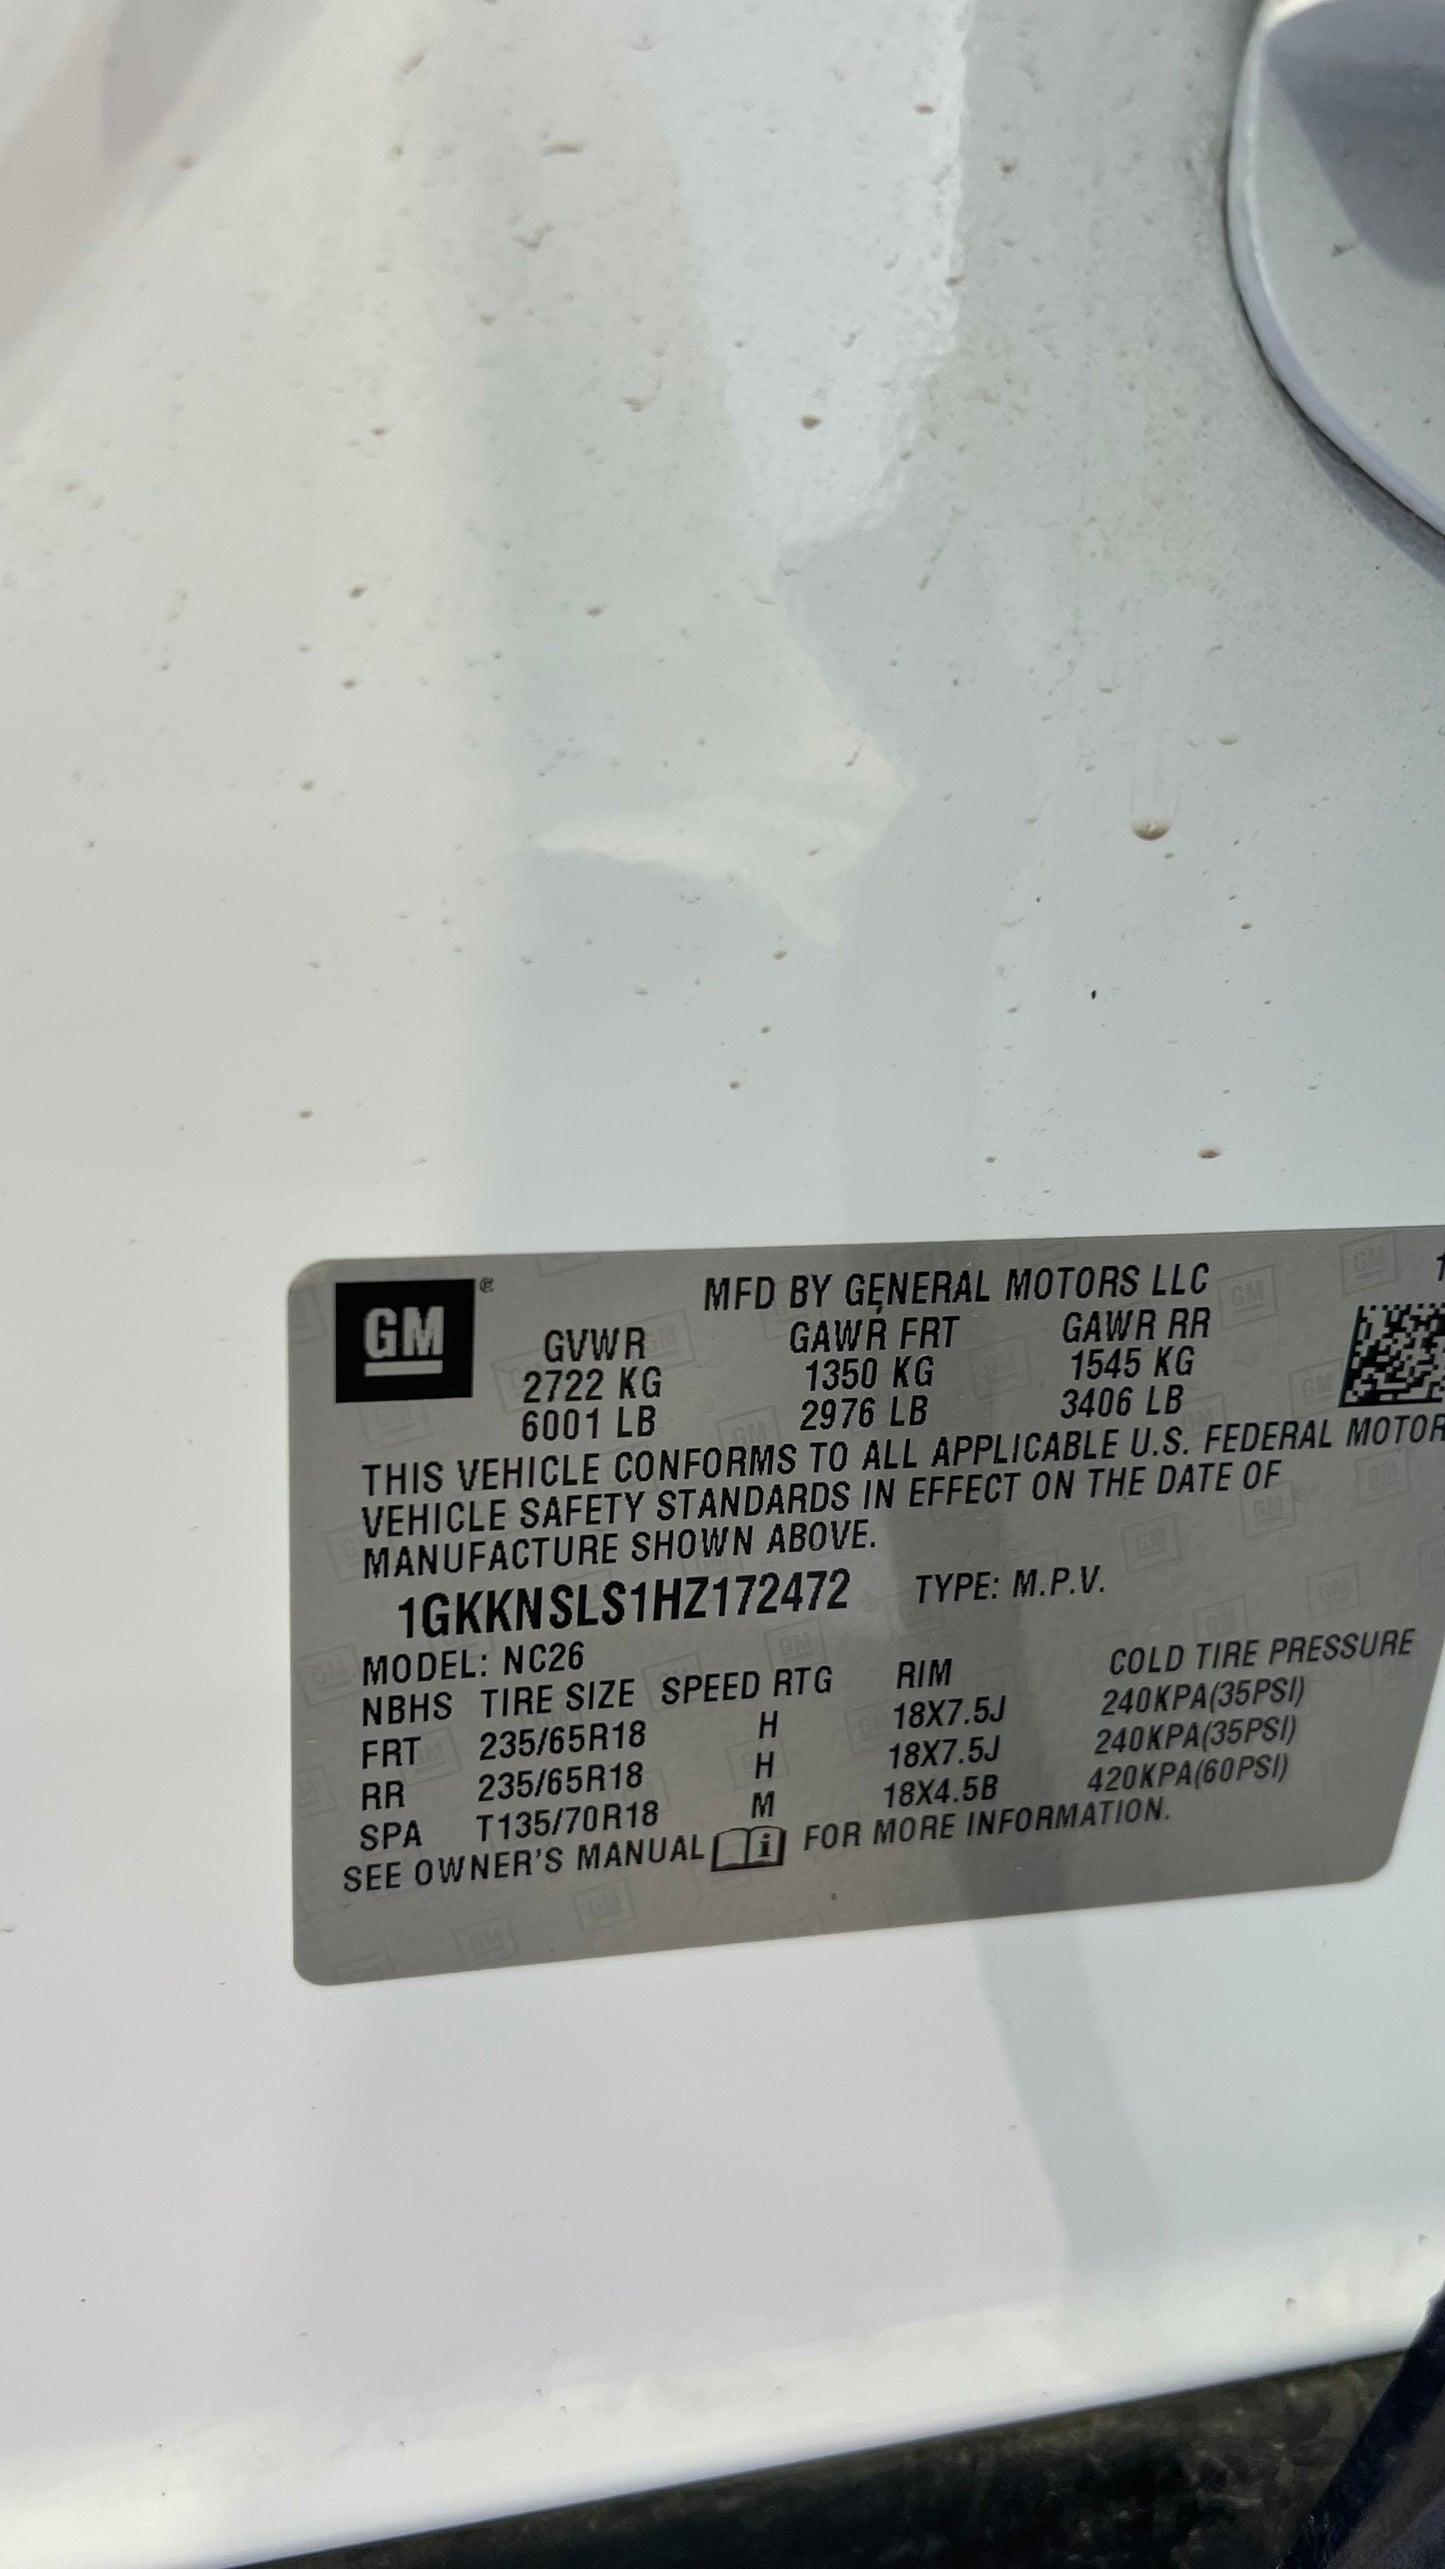 GM
MFD BY GENERAL MOTORS LLC
GVWR GAWR FRT GAWR RR
2722 KG 1350 KG 1545 KG
6001 LB 2976 LB 3406 LB
THIS VEHICLE CONFORMS TO ALL APPLICABLE U.S. FEDERAL MOTOR
VEHICLE SAFETY STANDARDS IN EFFECT ON THE DATE OF
MANUFACTURE SHOWN ABOVE.
1GKKNSLS1HZ172472 TYPE: M.P.V.
MODEL: NC26
NBHS TIRE SIZE SPEED RTG RIM COLD TIRE PRESSURE
FRT 235/65R18 H 18X7.5J 240KPA(35PSI)
RR 235/65R18 H 18X7.5J 240KPA(35PSI)
SPA T135/70R18 M 18X4.5B 420KPA(60PSI)
SEE OWNER'S MANUAL i FOR MORE INFORMATION.